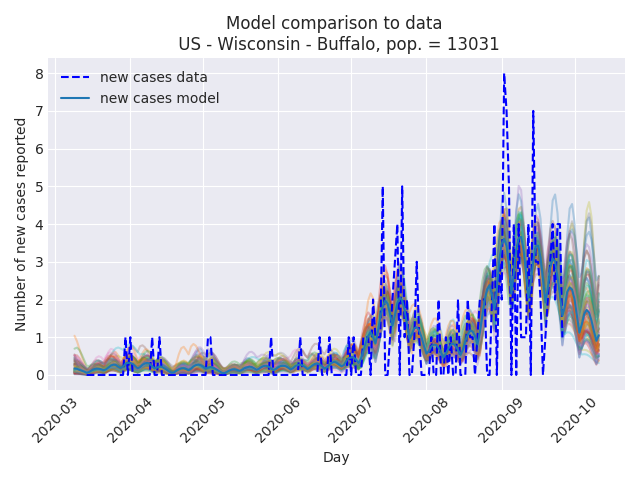 Model comparison to data
US - Wisconsin - Buffalo, pop. = 13031
new cases data
new cases model
Number of new cases reported
8
7
6
5
4
3
2
1
0
2020-03
2020-04
2020-05
2020-06
2020-07
2020-08
2020-09
2020-10
Day